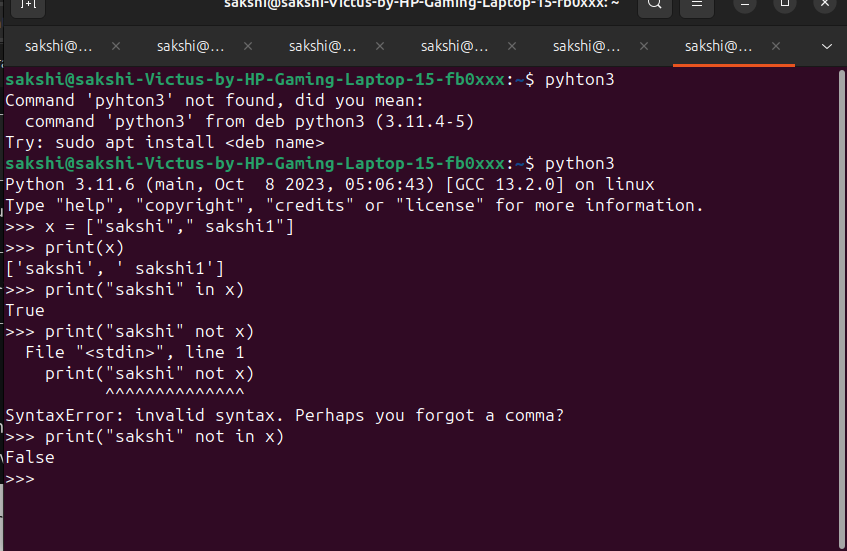 sakshi@sakshi-Victus-by-HP-Gaming-Laptop-15-fb0xxx: ~
sakshi@... sakshi@... sakshi@... sakshi@... sakshi@... sakshi@...
sakshi@sakshi-Victus-by-HP-Gaming-Laptop-15-fb0xxx:~$ pyhton3
Command 'pyhton3' not found, did you mean:
  command 'python3' from deb python3 (3.11.4-5)
Try: sudo apt install <deb name>
sakshi@sakshi-Victus-by-HP-Gaming-Laptop-15-fb0xxx:~$ python3
Python 3.11.6 (main, Oct  8 2023, 05:06:43) [GCC 13.2.0] on linux
Type "help", "copyright", "credits" or "license" for more information.
>>> x = ["sakshi"," sakshi1"]
>>> print(x)
['sakshi', ' sakshi1']
>>> print("sakshi" in x)
True
>>> print("sakshi" not x)
  File "<stdin>", line 1
    print("sakshi" not x)
          ^^^^^^^^^^^^^^
SyntaxError: invalid syntax. Perhaps you forgot a comma?
>>> print("sakshi" not in x)
False
>>>